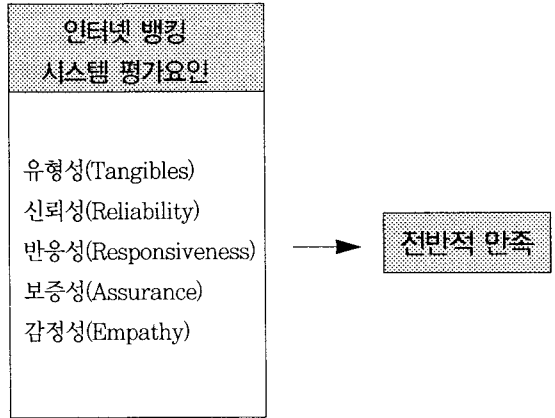 인터넷 뱅킹
시스템 평가요인
유형성(Tangibles)
신뢰성(Reliability)
반응성(Responsiveness)
보증성(Assurance)
감정성(Empathy)
전반적 만족